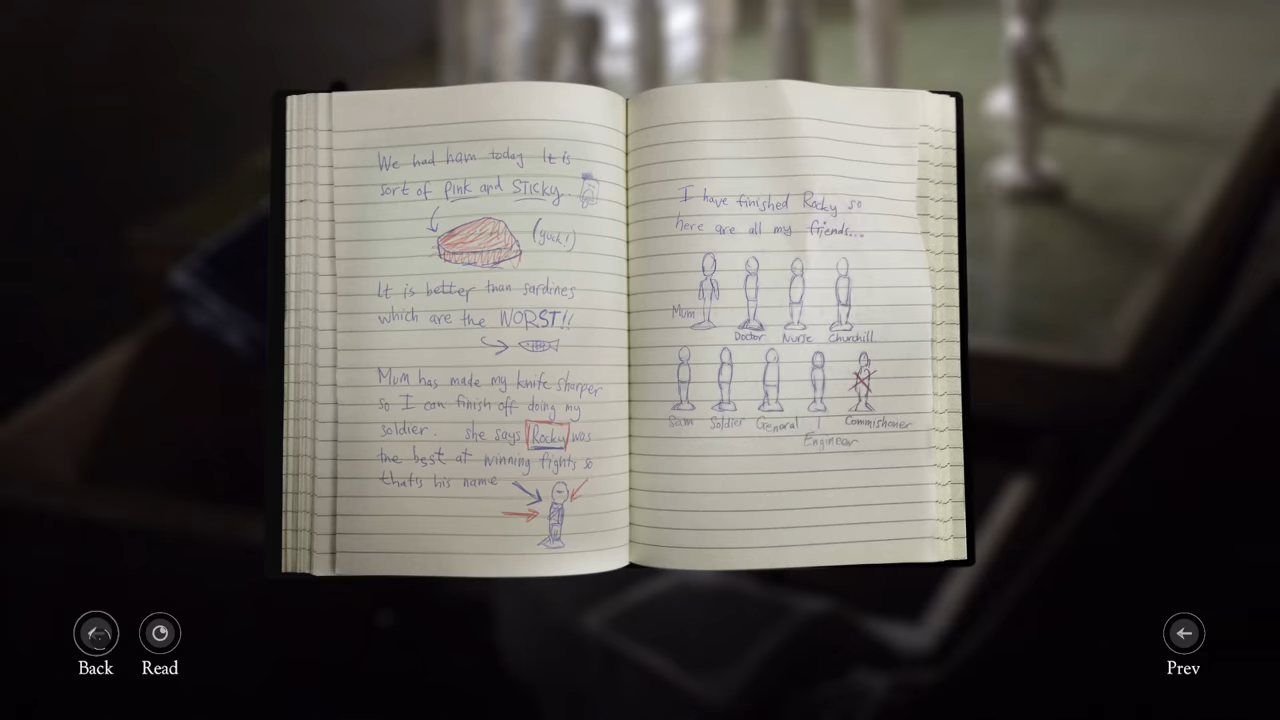 We had ham today It is
sort of Pink and STICKY.
(yuck!)
It is better than sardines
which are the WORST!!
Mum has made my knife sharper
so I can finish off doing my
soldier. she says Rocky was
the best at winning fights so
that's his name
I have finished Rocky so
here are all my friends...
Mum
Doctor Nurse Churchill
Sam Soldier General | Commishoner
Engineer
Back
Read
Prev